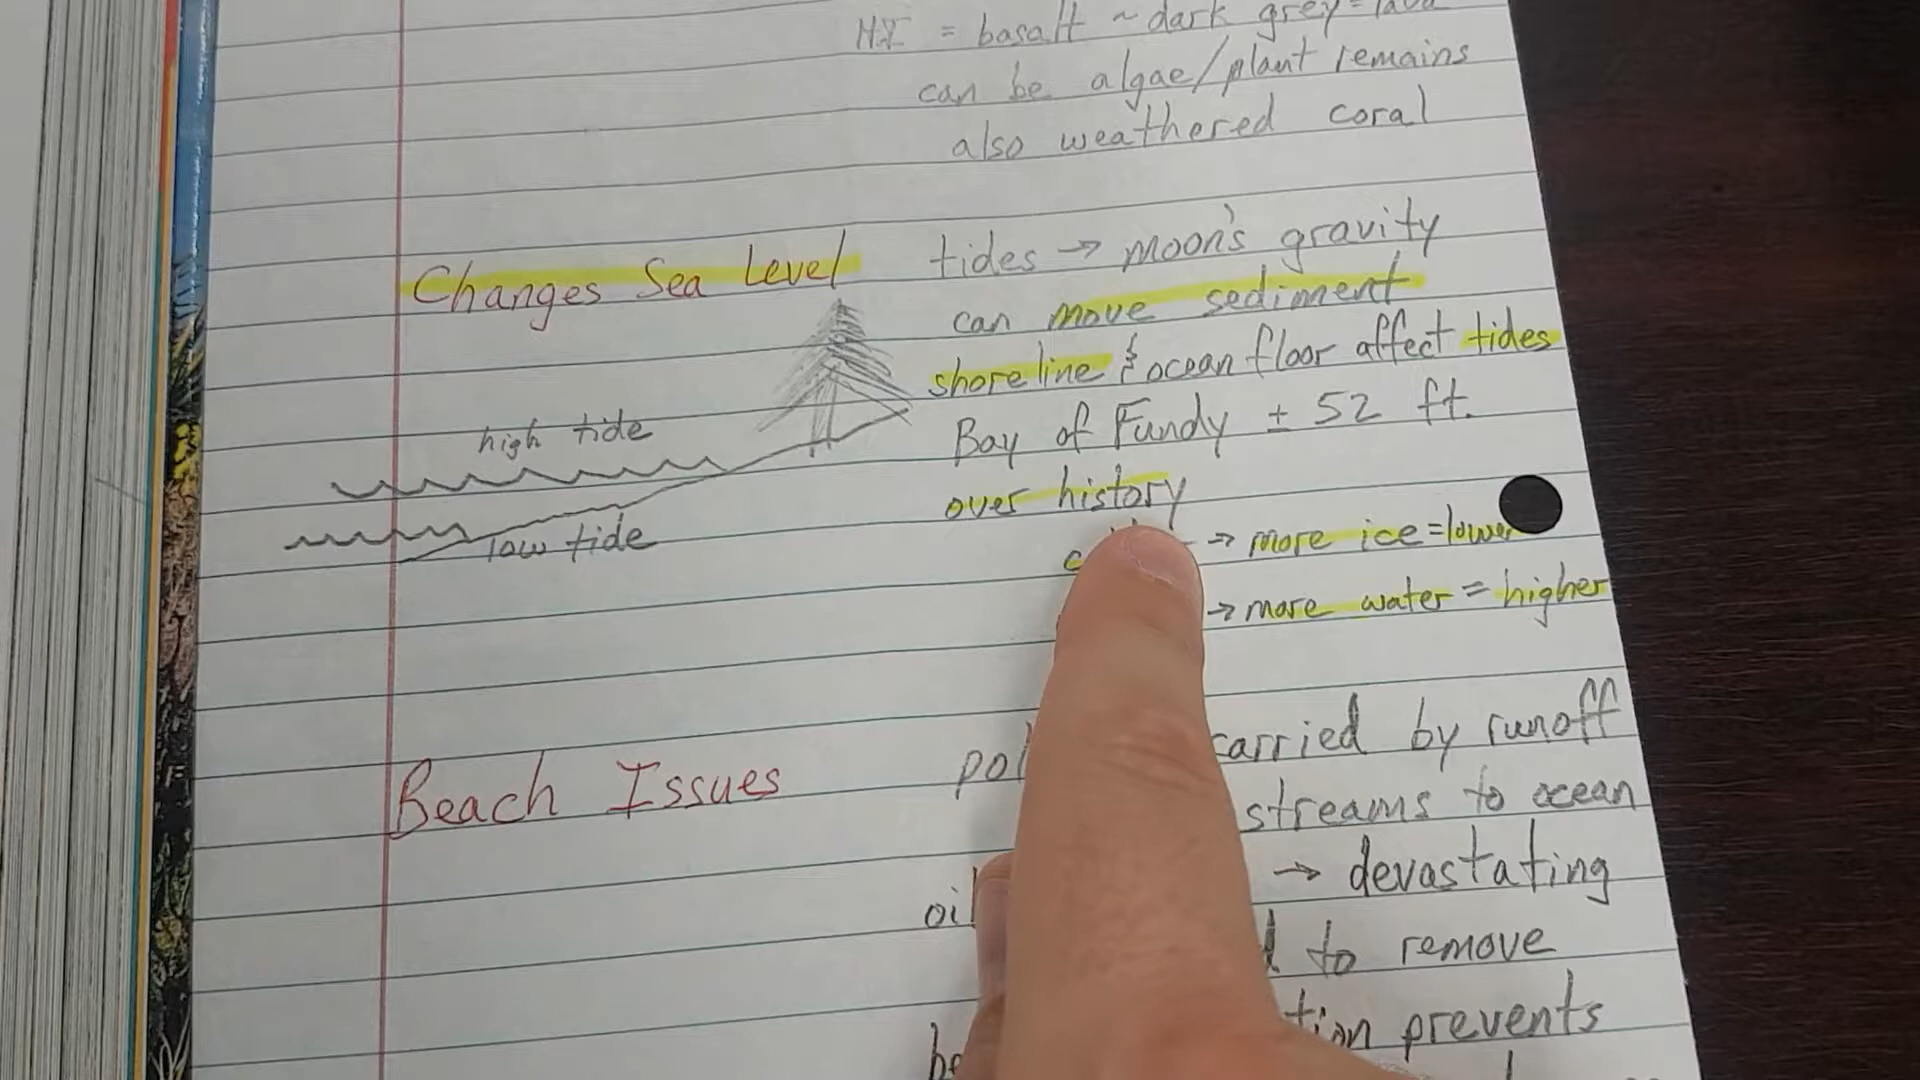 HI = basalt ~ dark grey = lava
can be algae/plant remains
also weathered coral
Changes Sea Level
tides → moon's gravity
can move sediment
shoreline & ocean floor affect tides
Bay of Fundy ± 52 ft.
high tide
low tide
over history
→ more ice = lower
→ more water = higher
Beach Issues
carried by runoff
streams to ocean
oil → devastating
to remove
prevents